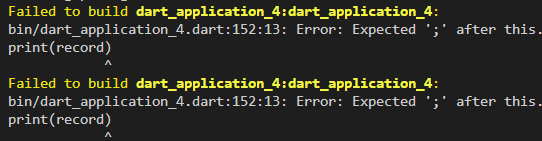 Failed to build dart_application_4:dart_application_4:
bin/dart_application_4.dart:152:13: Error: Expected ';' after this.
print(record)
^
Failed to build dart_application_4:dart_application_4:
bin/dart_application_4.dart:152:13: Error: Expected ';' after this.
print(record)
^